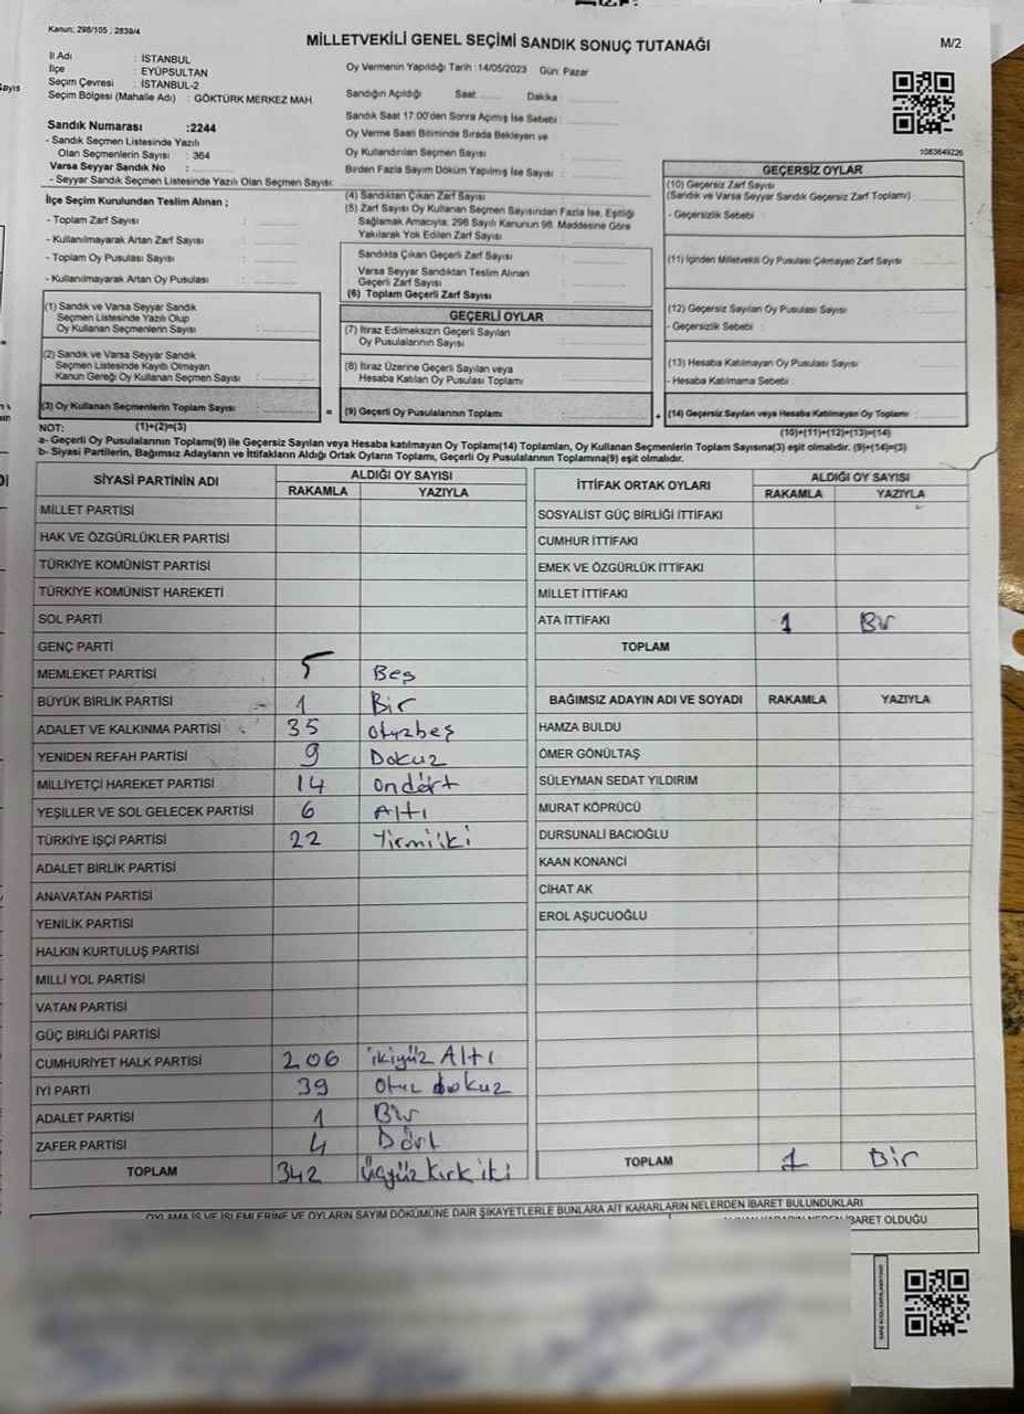 Kanun; 298/105 ; 2839/4
MİLLETVEKİLİ GENEL SEÇİMİ SANDIK SONUÇ TUTANAĞI
M/2
İl Adı : İSTANBUL
İlçe : EYÜPSULTAN
Seçim Çevresi : İSTANBUL-2
Seçim Bölgesi (Mahalle Adı) : GÖKTÜRK MERKEZ MAH.
Sandık Numarası :2244
- Sandık Seçmen Listesinde Yazılı
Olan Seçmenlerin Sayısı : 364
Varsa Seyyar Sandık No :
- Seyyar Sandık Seçmen Listesinde Yazılı Olan Seçmen Sayısı:
Oy Vermenin Yapıldığı Tarih : 14/05/2023 Gün: Pazar
Sandığın Açıldığı Saat: Dakika :
Sandık Saat 17.00'den Sonra Açımış İse Sebebi :
Oy Verme Saati Bitiminde Sırada Bekleyen ve
Oy Kullandırılan Seçmen Sayısı
Birden Fazla Sayım Döküm Yapılmış İse Sayısı :
1083649226
İlçe Seçim Kurulundan Teslim Alınan ;
- Toplam Zarf Sayısı :
- Kullanılmayarak Artan Zarf Sayısı :
- Toplam Oy Pusulası Sayısı :
- Kullanılmayarak Artan Oy Pusulası :
(1) Sandık ve Varsa Seyyar Sandık
Seçmen Listesinde Yazılı Olup
Oy Kullanan Seçmenlerin Sayısı :
(2) Sandık ve Varsa Seyyar Sandık
Seçmen Listesinde Kayıtlı Olmayan
Kanun Gereği Oy Kullanan Seçmen Sayısı :
(3) Oy Kullanan Seçmenlerin Toplam Sayısı :
(4) Sandıktan Çıkan Zarf Sayısı :
(5) Zarf Sayısı Oy Kullanan Seçmen Sayısından Fazla İse, Eşitliği
Sağlamak Amacıyla; 298 Sayılı Kanunun 98. Maddesine Göre
Yakılarak Yok Edilen Zarf Sayısı :
Sandıkta Çıkan Geçerli Zarf Sayısı :
Varsa Seyyar Sandıktan Teslim Alınan
Geçerli Zarf Sayısı :
(6) Toplam Geçerli Zarf Sayısı :
GEÇERLİ OYLAR
(7) İtiraz Edilmeksizin Geçerli Sayılan
Oy Pusulalarının Sayısı :
(8) İtiraz Üzerine Geçerli Sayılan veya
Hesaba Katılan Oy Pusulası Toplamı :
= (9) Geçerli Oy Pusulalarının Toplamı :
GEÇERSİZ OYLAR
(10) Geçersiz Zarf Sayısı
(Sandık ve Varsa Seyyar Sandık Geçersiz Zarf Toplamı) :
- Geçersizlik Sebebi :
(11) İçinden Milletvekili Oy Pusulası Çıkmayan Zarf Sayısı :
(12) Geçersiz Sayılan Oy Pusulası Sayısı :
- Geçersizlik Sebebi :
(13) Hesaba Katılmayan Oy Pusulası Sayısı :
- Hesaba Katılmama Sebebi :
+ (14) Geçersiz Sayılan veya Hesaba Katılmayan Oy Toplamı :
NOT: (1)+(2)=(3) (10)+(11)+(12)+(13)=(14)
a- Geçerli Oy Pusulalarının Toplamı(9) ile Geçersiz Sayılan veya Hesaba katılmayan Oy Toplamı(14) Toplamları, Oy Kullanan Seçmenlerin Toplam Sayısına(3) eşit olmalıdır. (9)+(14)=(3)
b- Siyasi Partilerin, Bağımsız Adayların ve İttifakların Aldığı Ortak Oyların Toplamı, Geçerli Oy Pusulalarının Toplamına(9) eşit olmalıdır.
SİYASİ PARTİNİN ADI ALDIĞI OY SAYISI
RAKAMLA YAZIYLA
MİLLET PARTİSİ
HAK VE ÖZGÜRLÜKLER PARTİSİ
TÜRKİYE KOMÜNİST PARTİSİ
TÜRKİYE KOMÜNİST HAREKETİ
SOL PARTİ
GENÇ PARTİ
MEMLEKET PARTİSİ 5 Beş
BÜYÜK BİRLİK PARTİSİ 1 Bir
ADALET VE KALKINMA PARTİSİ 35 otuzbeş
YENİDEN REFAH PARTİSİ 9 Dokuz
MİLLİYETÇİ HAREKET PARTİSİ 14 ondört
YEŞİLLER VE SOL GELECEK PARTİSİ 6 Altı
TÜRKİYE İŞÇİ PARTİSİ 22 Yirmiiki
ADALET BİRLİK PARTİSİ
ANAVATAN PARTİSİ
YENİLİK PARTİSİ
HALKIN KURTULUŞ PARTİSİ
MİLLİ YOL PARTİSİ
VATAN PARTİSİ
GÜÇ BİRLİĞİ PARTİSİ
CUMHURİYET HALK PARTİSİ 206 ikiyüz Altı
İYİ PARTİ 39 Otuz dokuz
ADALET PARTİSİ 1 Bir
ZAFER PARTİSİ 4 Dört
TOPLAM 342 Üçyüz kırk iki
İTTİFAK ORTAK OYLARI ALDIĞI OY SAYISI
RAKAMLA YAZIYLA
SOSYALİST GÜÇ BİRLİĞİ İTTİFAKI
CUMHUR İTTİFAKI
EMEK VE ÖZGÜRLÜK İTTİFAKI
MİLLET İTTİFAKI
ATA İTTİFAKI 1 Bir
TOPLAM
BAĞIMSIZ ADAYIN ADI VE SOYADI RAKAMLA YAZIYLA
HAMZA BULDU
ÖMER GÖNÜLTAŞ
SÜLEYMAN SEDAT YILDIRIM
MURAT KÖPRÜCÜ
DURSUNALİ BACIOĞLU
KAAN KONANCİ
CİHAT AK
EROL AŞUCUOĞLU
TOPLAM 1 Bir
OYLAMA İŞ VE İŞLEMLERİNE VE OYLARIN SAYIM DÖKÜMÜNE DAİR ŞİKAYETLERLE BUNLARA AİT KARARLARIN NELERDEN İBARET BULUNDUKLARI
İBARET OLDUĞU